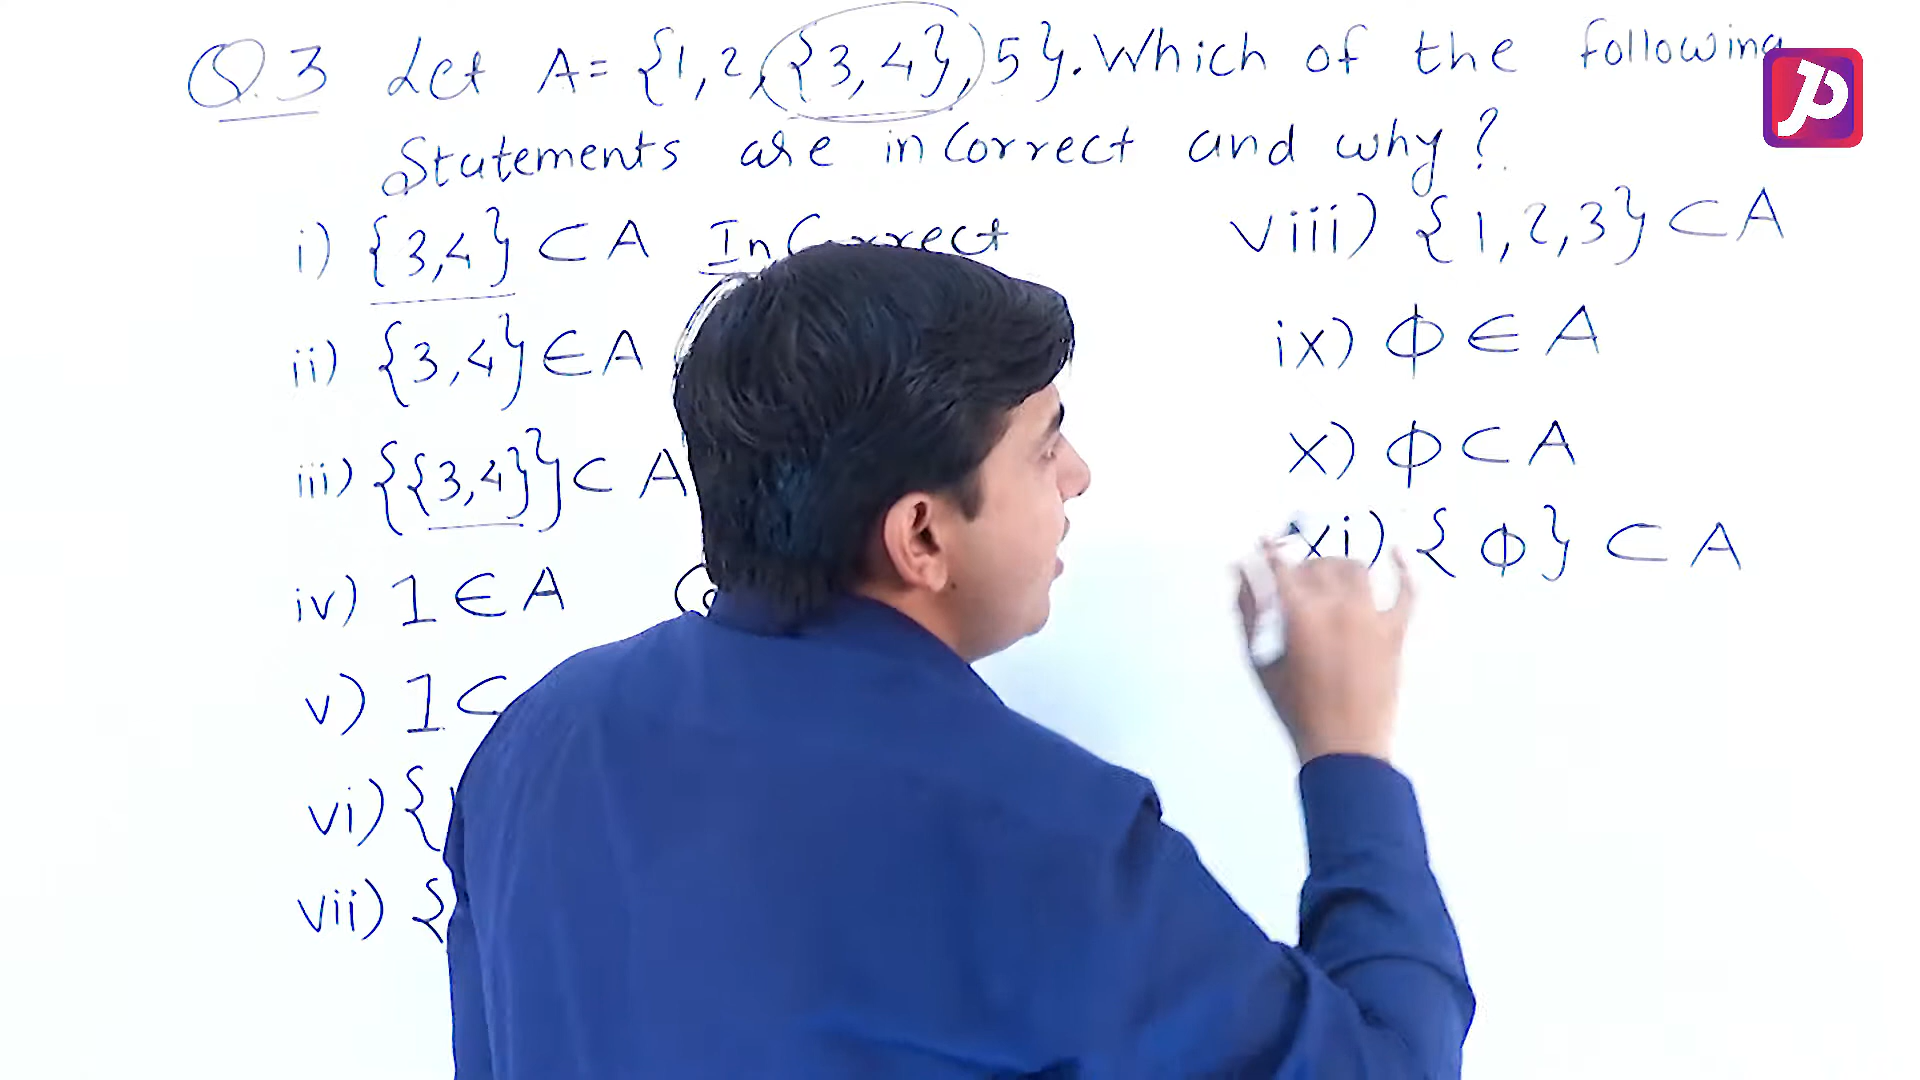 Q.3 Let A = {1, 2, {3, 4}, 5}. Which of the following
Statements are inCorrect and why?
i) {3,4} ⊂ A InCorrect
ii) {3,4} ∈ A
iii) {{3,4}} ⊂ A
iv) 1 ∈ A
v) 1 ⊂
vi) {
vii) {
viii) {1, 2, 3} ⊂ A
ix) ϕ ∈ A
x) ϕ ⊂ A
xi) {ϕ} ⊂ A